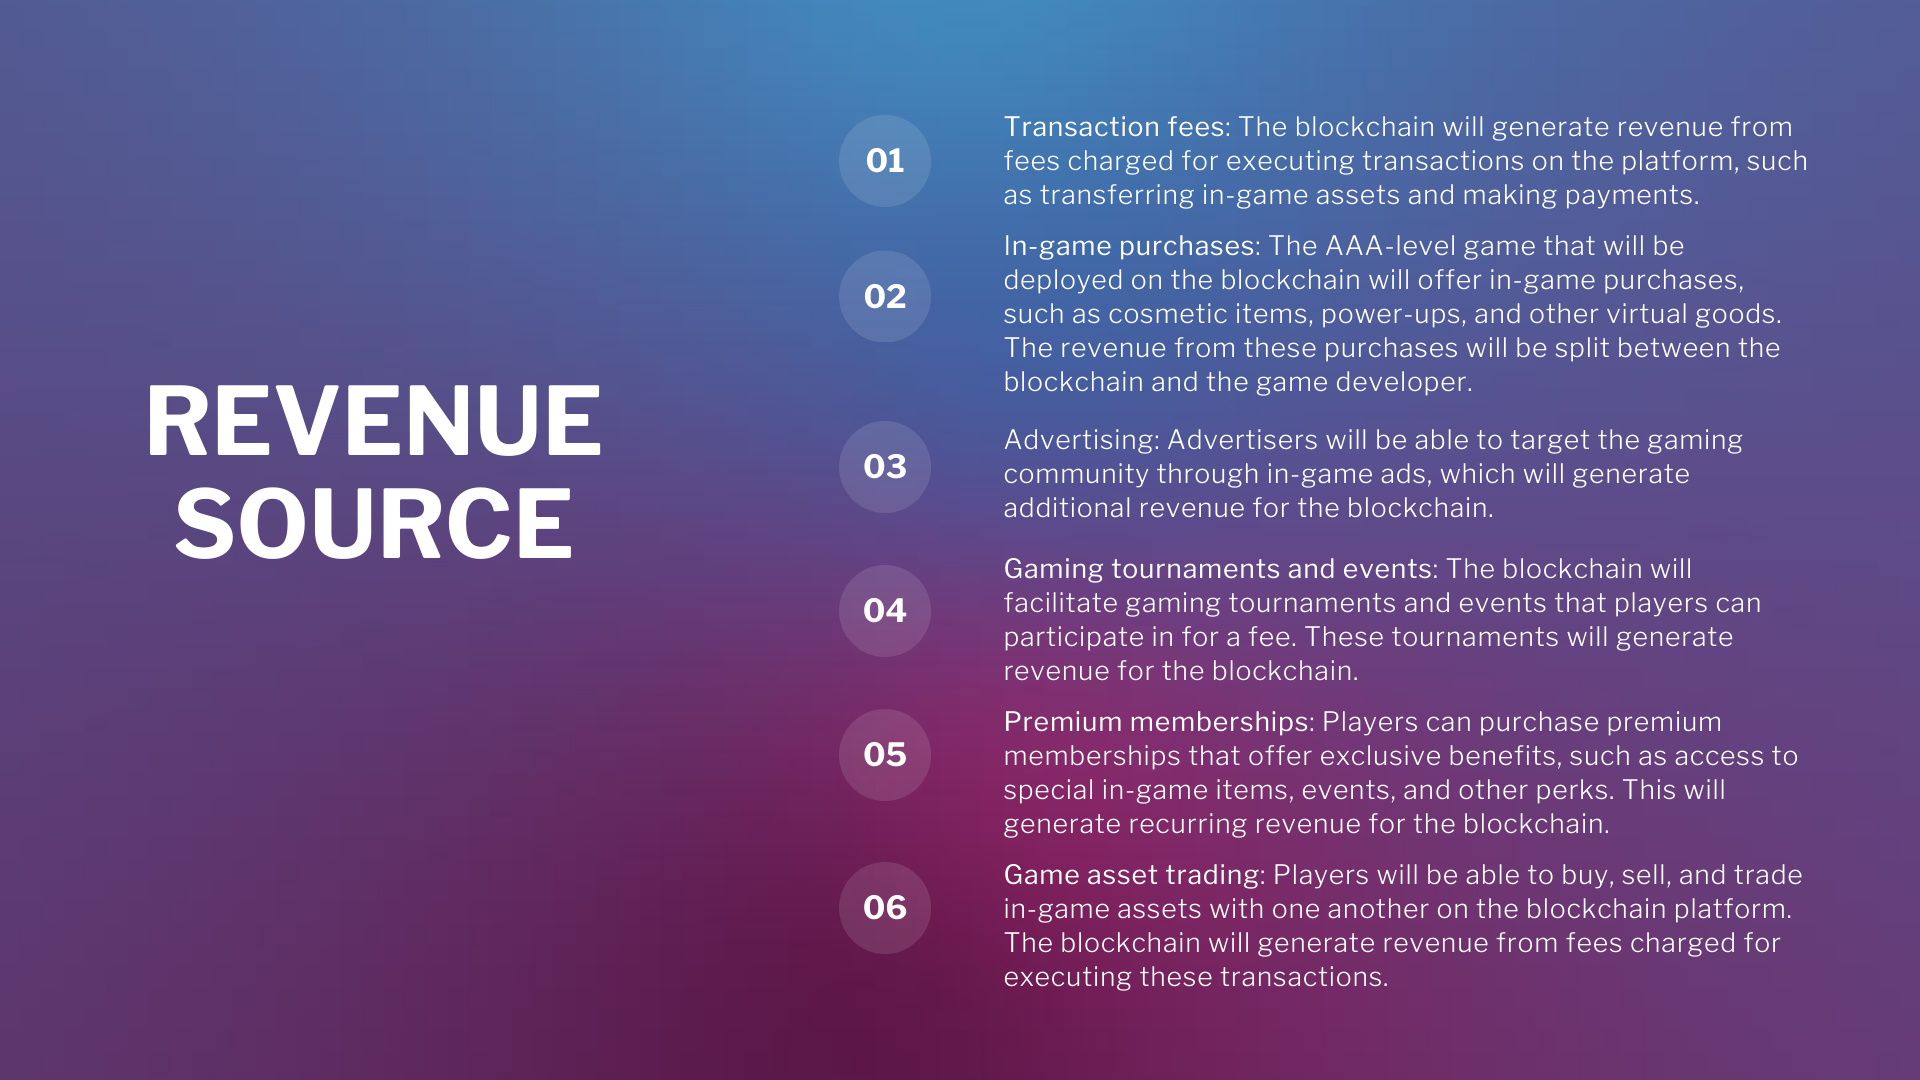 REVENUE
SOURCE
01
Transaction fees: The blockchain will generate revenue from
fees charged for executing transactions on the platform, such
as transferring in-game assets and making payments.
02
In-game purchases: The AAA-level game that will be
deployed on the blockchain will offer in-game purchases,
such as cosmetic items, power-ups, and other virtual goods.
The revenue from these purchases will be split between the
blockchain and the game developer.
03
Advertising: Advertisers will be able to target the gaming
community through in-game ads, which will generate
additional revenue for the blockchain.
04
Gaming tournaments and events: The blockchain will
facilitate gaming tournaments and events that players can
participate in for a fee. These tournaments will generate
revenue for the blockchain.
05
Premium memberships: Players can purchase premium
memberships that offer exclusive benefits, such as access to
special in-game items, events, and other perks. This will
generate recurring revenue for the blockchain.
06
Game asset trading: Players will be able to buy, sell, and trade
in-game assets with one another on the blockchain platform.
The blockchain will generate revenue from fees charged for
executing these transactions.